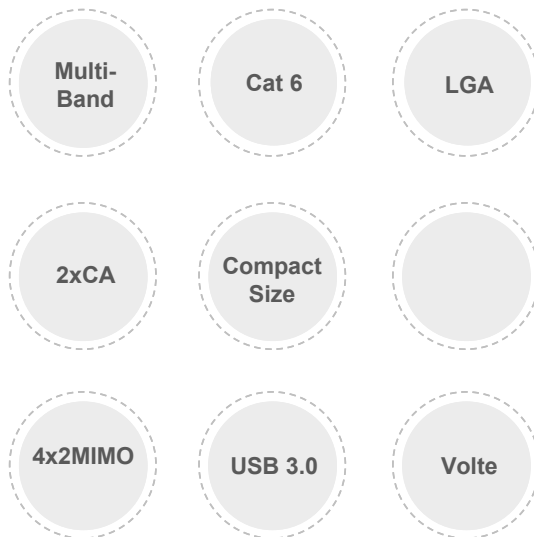 Multi-
Band
Cat 6
LGA
2xCA
Compact
Size
4x2MIMO
USB 3.0
Volte